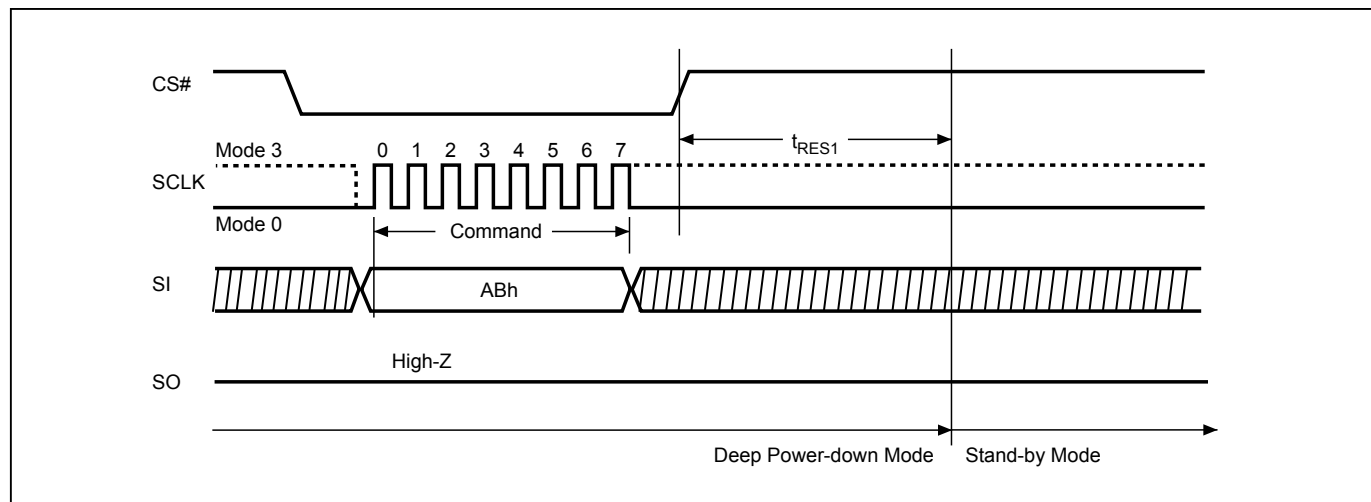 CS#
tRES1
Mode 3
0 1 2 3 4 5 6 7
SCLK
Mode 0
Command
SI
ABh
High-Z
SO
Deep Power-down Mode
Stand-by Mode